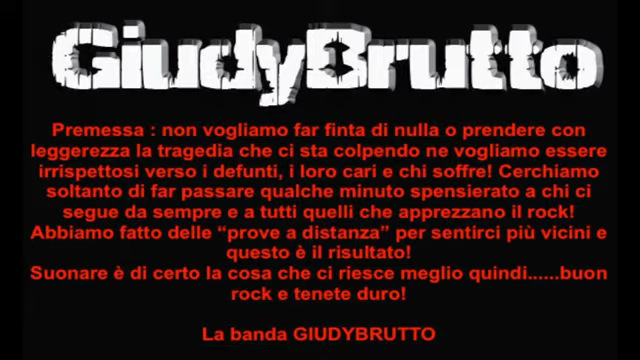 GiudyBrutto
Premessa : non vogliamo far finta di nulla o prendere con
leggerezza la tragedia che ci sta colpendo ne vogliamo essere
irrispettosi verso i defunti, i loro cari e chi soffre! Cerchiamo
soltanto di far passare qualche minuto spensierato a chi ci
segue da sempre e a tutti quelli che apprezzano il rock!
Abbiamo fatto delle “prove a distanza” per sentirci più vicini e
questo è il risultato!
Suonare è di certo la cosa che ci riesce meglio quindi......buon
rock e tenete duro!
La banda GIUDYBRUTTO